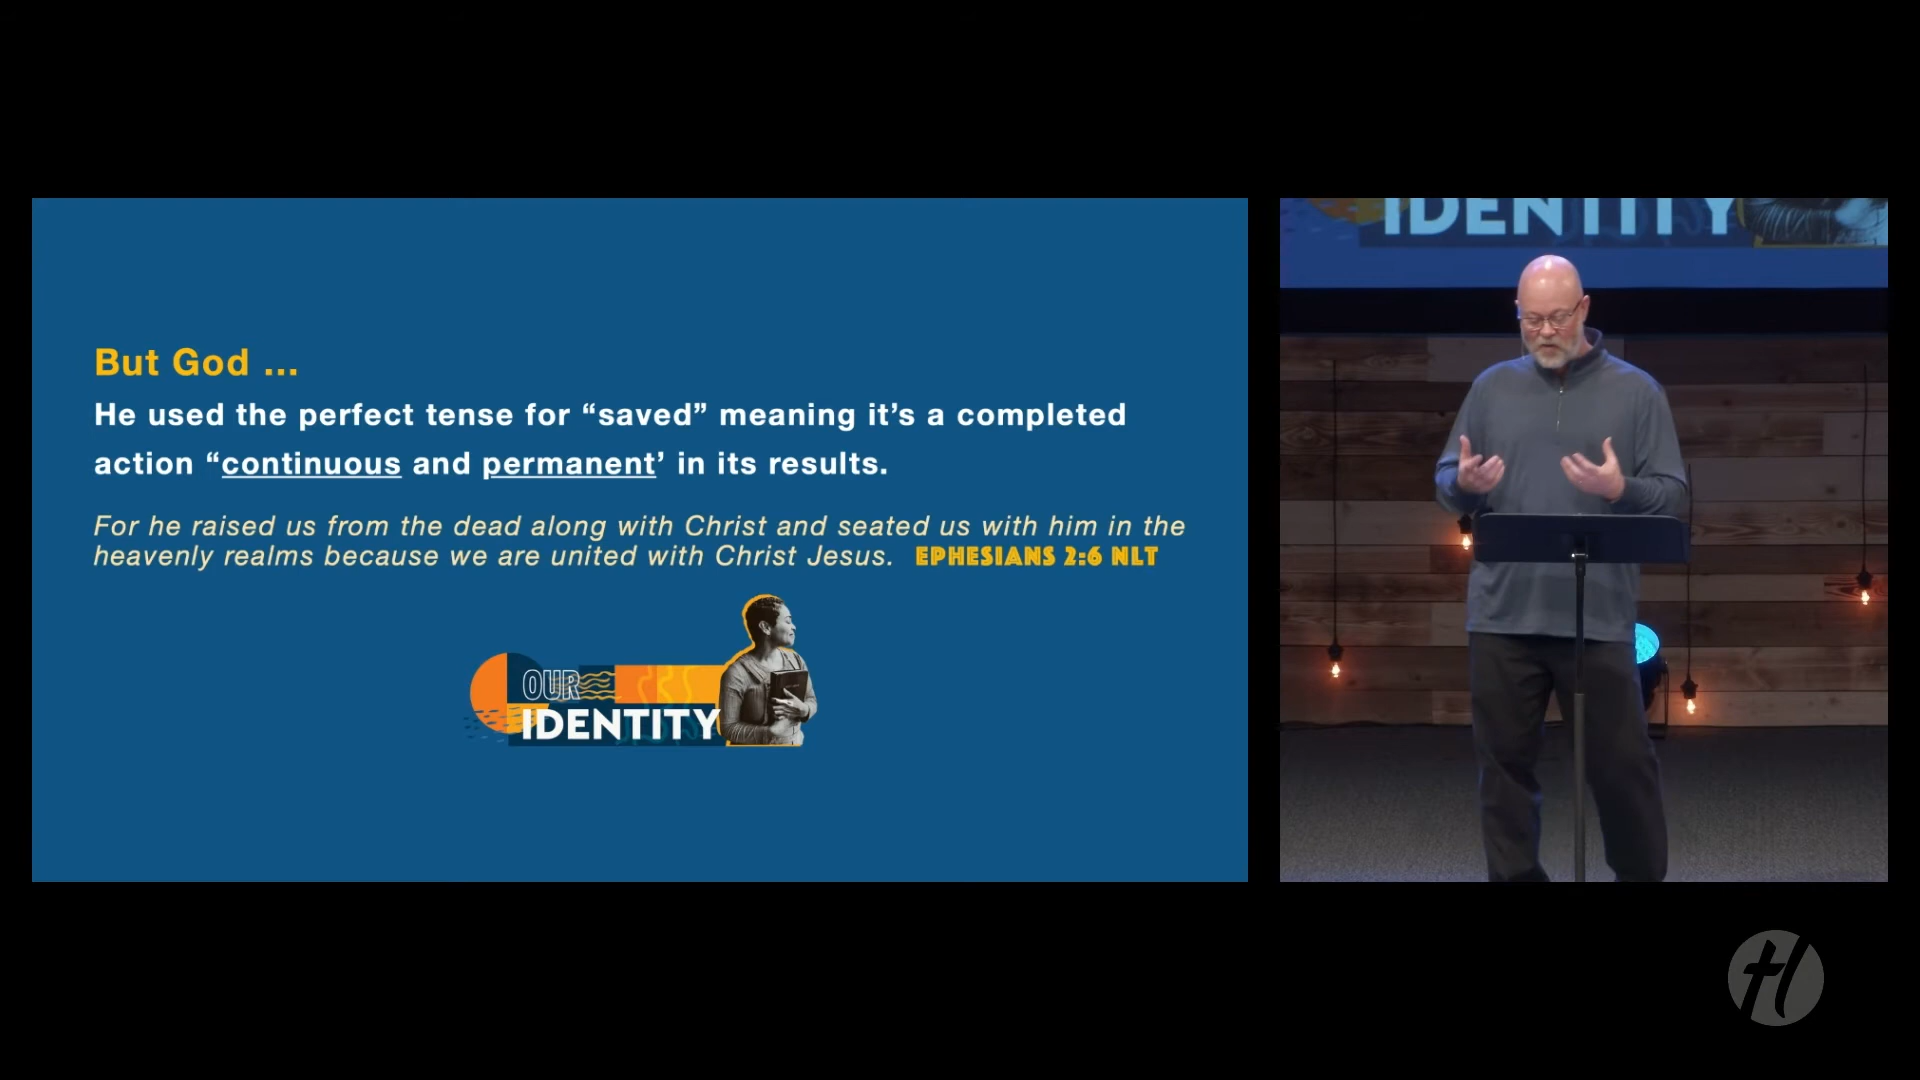 But God ...
He used the perfect tense for “saved” meaning it’s a completed
action “continuous and permanent’ in its results.
For he raised us from the dead along with Christ and seated us with him in the
heavenly realms because we are united with Christ Jesus. EPHESIANS 2:6 NLT
OUR
IDENTITY
IDENTITY